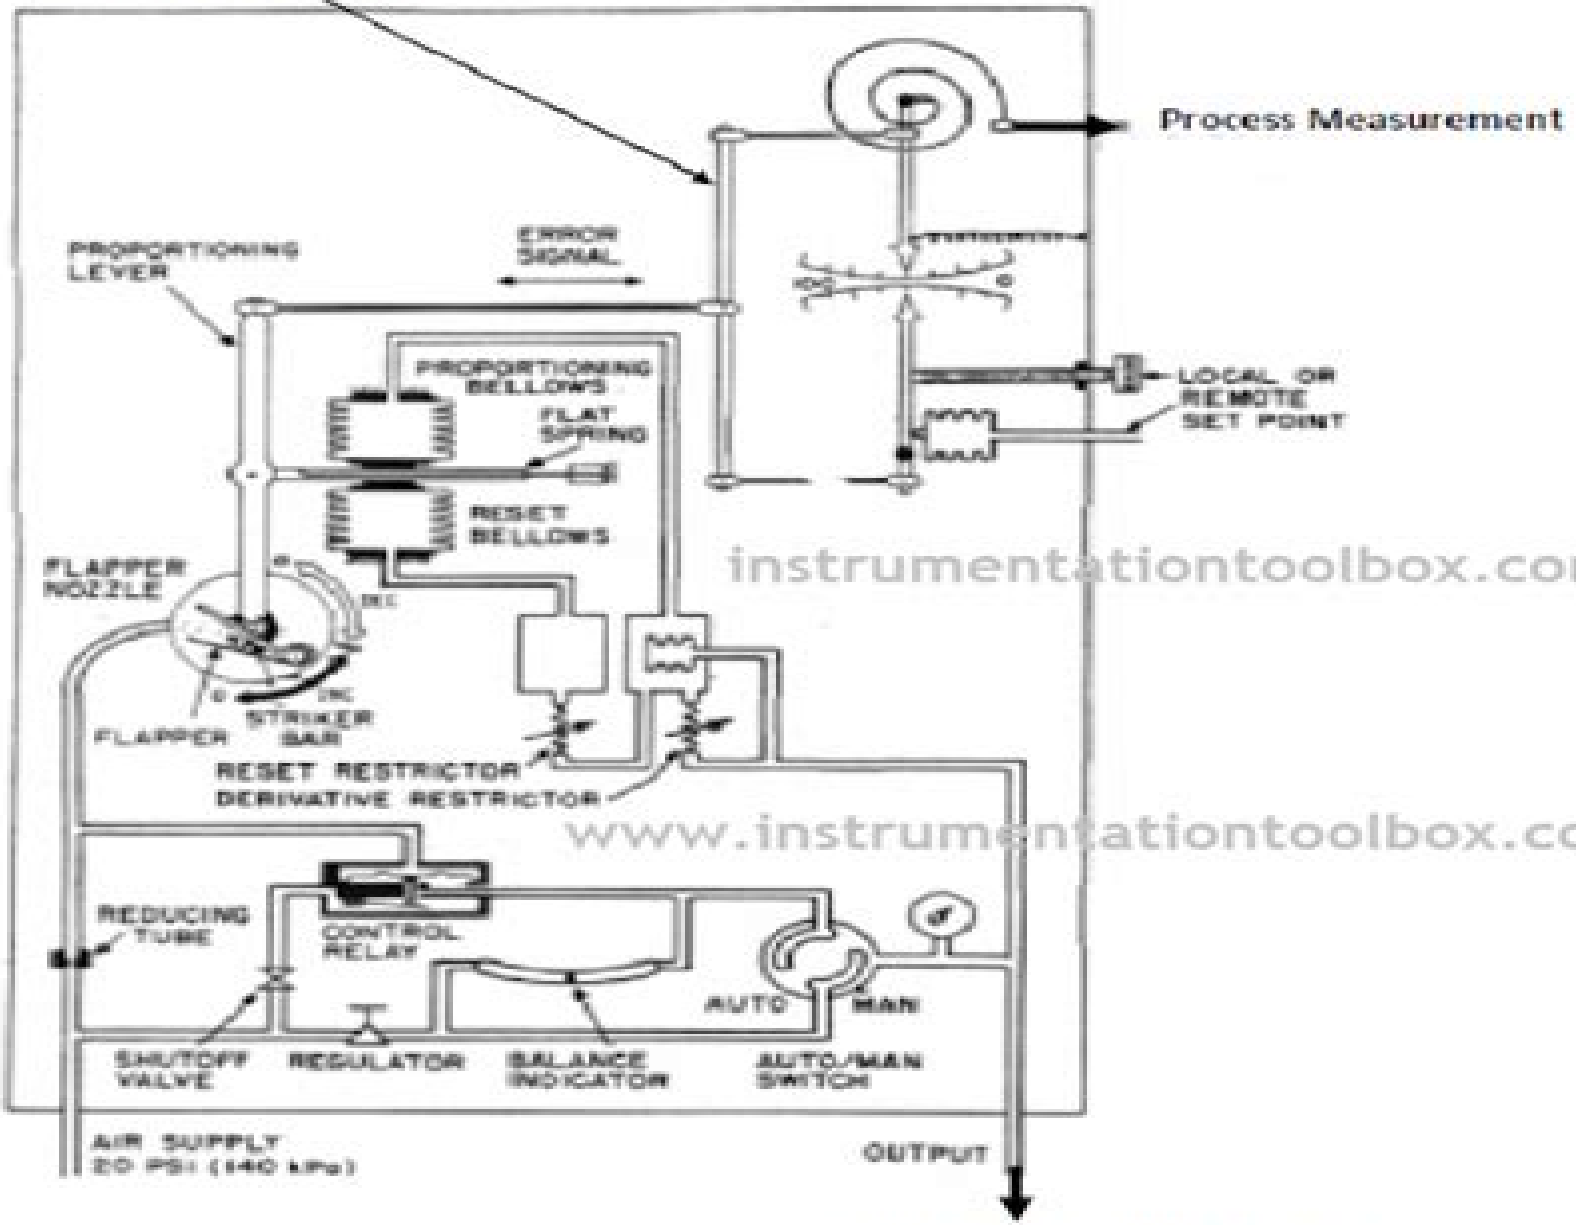 Process Measurement
PROPORTIONING
LEVER
ERROR
SIGNAL
PROPORTIONING
BELLOWS
FLAT
SPRING
LOCAL OR
REMOTE
SET POINT
RESET
BELLOWS
instrumentationtoolbox.co
FLAPPER
NOZZLE
DEC
INC
STRIKER
BAR
FLAPPER
RESET RESTRICTOR
DERIVATIVE RESTRICTOR
www.instrumentationtoolbox.co
REDUCING
TUBE
CONTROL
RELAY
AUTO
MAN
SHUTOFF
VALVE
REGULATOR
BALANCE
INDICATOR
AUTO/MAN
SWITCH
AIR SUPPLY
20 PSI (140 kPa)
OUTPUT